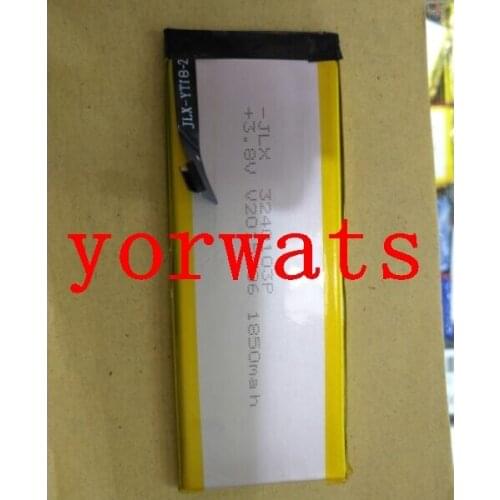 JLX-YT18-2
-JLX
+3.8V 1850mah
yorwats